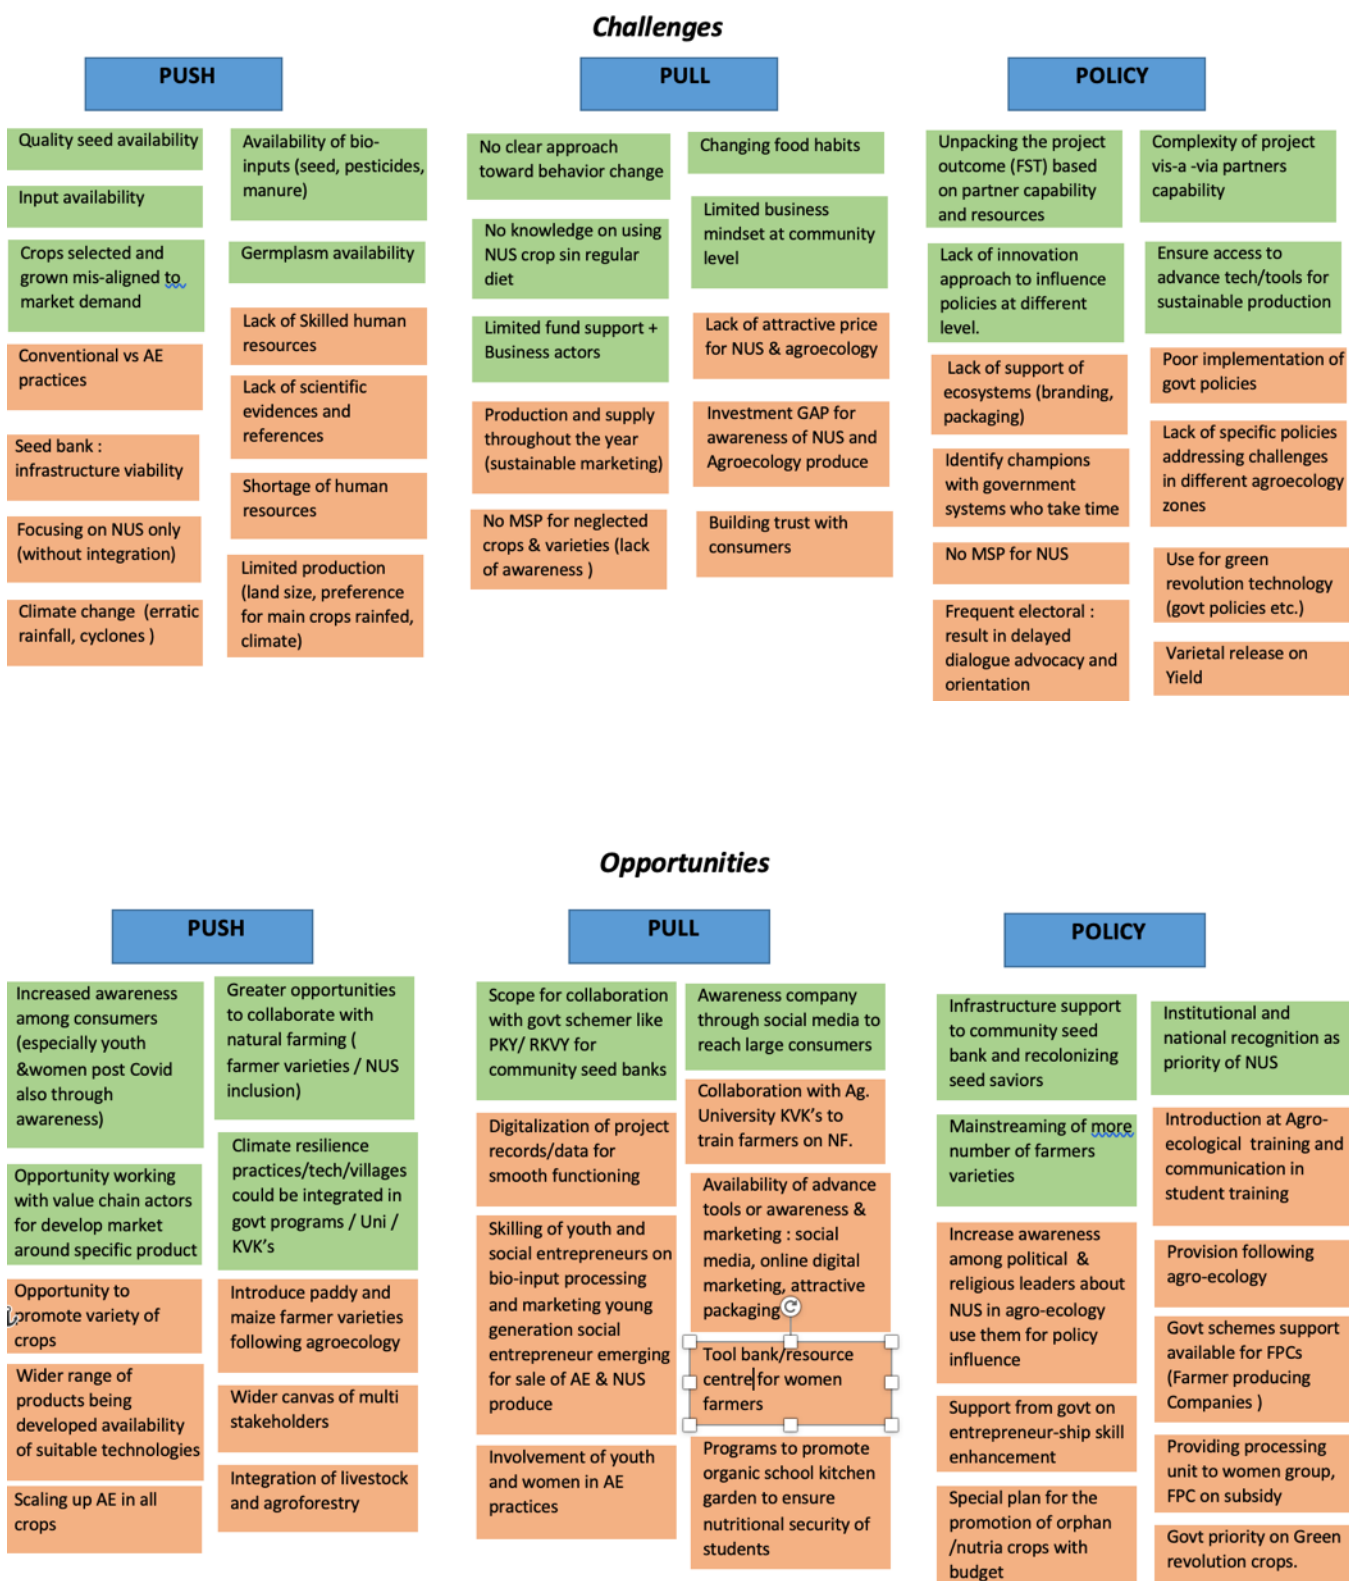 Challenges
PUSH
Quality seed availability
Input availability
Crops selected and
grown mis-aligned to
market demand
Conventional vs AE
practices
Seed bank :
infrastructure viability
Focusing on NUS only
(without integration)
Climate change (erratic
rainfall, cyclones )
Availability of bio-
inputs (seed, pesticides,
manure)
Germplasm availability
Lack of Skilled human
resources
Lack of scientific
evidences and
references
Shortage of human
resources
Limited production
(land size, preference
for main crops rainfed,
climate)
PULL
No clear approach
toward behavior change
No knowledge on using
NUS crop sin regular
diet
Limited fund support +
Business actors
Production and supply
throughout the year
(sustainable marketing)
No MSP for neglected
crops & varieties (lack
of awareness )
Changing food habits
Limited business
mindset at community
level
Lack of attractive price
for NUS & agroecology
Investment GAP for
awareness of NUS and
Agroecology produce
Building trust with
consumers
POLICY
Unpacking the project
outcome (FST) based
on partner capability
and resources
Lack of innovation
approach to influence
policies at different
level.
Lack of support of
ecosystems (branding,
packaging)
Identify champions
with government
systems who take time
No MSP for NUS
Frequent electoral :
result in delayed
dialogue advocacy and
orientation
Complexity of project
vis-a -via partners
capability
Ensure access to
advance tech/tools for
sustainable production
Poor implementation of
govt policies
Lack of specific policies
addressing challenges
in different agroecology
zones
Use for green
revolution technology
(govt policies etc.)
Varietal release on
Yield
Opportunities
PUSH
Increased awareness
among consumers
(especially youth
&women post Covid
also through
awareness)
Opportunity working
with value chain actors
for develop market
around specific product
Opportunity to
promote variety of
crops
Wider range of
products being
developed availability
of suitable technologies
Scaling up AE in all
crops
Greater opportunities
to collaborate with
natural farming (
farmer varieties / NUS
inclusion)
Climate resilience
practices/tech/villages
could be integrated in
govt programs / Uni /
KVK's
Introduce paddy and
maize farmer varieties
following agroecology
Wider canvas of multi
stakeholders
Integration of livestock
and agroforestry
PULL
Scope for collaboration
with govt schemer like
PKY/ RKVY for
community seed banks
Digitalization of project
records/data for
smooth functioning
Skilling of youth and
social entrepreneurs on
bio-input processing
and marketing young
generation social
entrepreneur emerging
for sale of AE & NUS
produce
Involvement of youth
and women in AE
practices
Awareness company
through social media to
reach large consumers
Collaboration with Ag.
University KVK's to
train farmers on NF.
Availability of advance
tools or awareness &
marketing : social
media, online digital
marketing, attractive
packaging
Tool bank/resource
centre for women
farmers
Programs to promote
organic school kitchen
garden to ensure
nutritional security of
students
POLICY
Infrastructure support
to community seed
bank and recolonizing
seed saviors
Mainstreaming of more
number of farmers
varieties
Increase awareness
among political &
religious leaders about
NUS in agro-ecology
use them for policy
influence
Support from govt on
entrepreneur-ship skill
enhancement
Special plan for the
promotion of orphan
/nutria crops with
budget
Institutional and
national recognition as
priority of NUS
Introduction at Agro-
ecological training and
communication in
student training
Provision following
agro-ecology
Govt schemes support
available for FPCs
(Farmer producing
Companies )
Providing processing
unit to women group,
FPC on subsidy
Govt priority on Green
revolution crops.